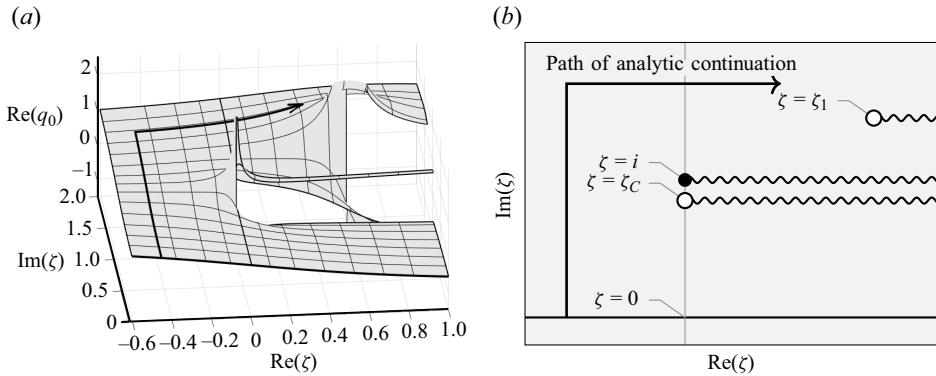 (a)
2
1
Re(q0)
0
–1
2.0
1.5
Im(ζ)
1.0
0.5
0
–0.6 –0.4 –0.2 0 0.2 0.4 0.6 0.8 1.0
Re(ζ)
(b)
Path of analytic continuation
ζ = ζ1
ζ = i
ζ = ζC
ζ = 0
Im(ζ)
Re(ζ)